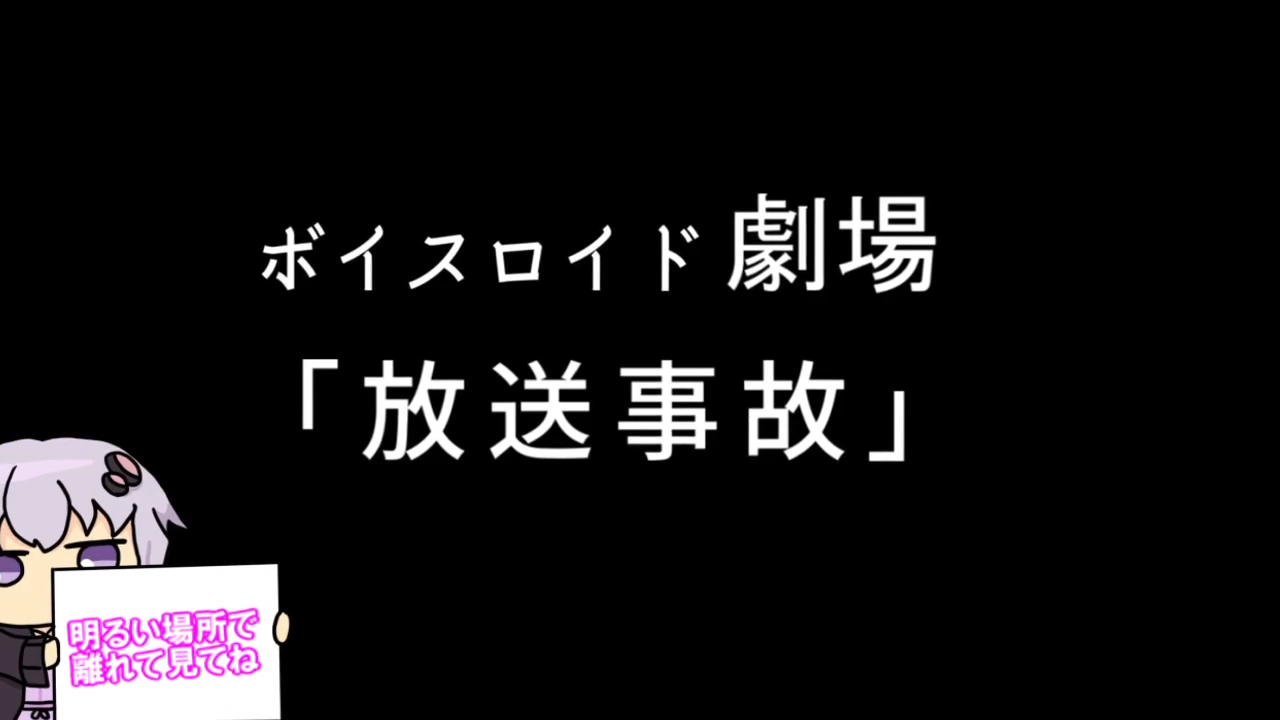 ボイスロイド劇場
「放送事故」
明るい場所で
離れて見てね